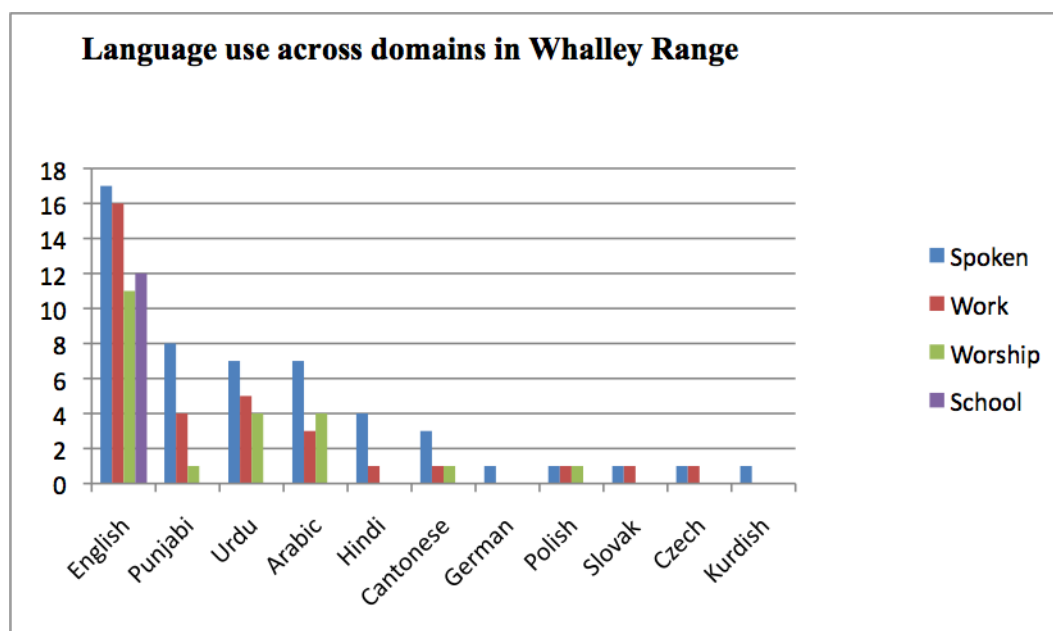 Language use across domains in Whalley Range
18
16
14
12
10
8
6
4
2
0
English
Punjabi
Urdu
Arabic
Hindi
Cantonese
German
Polish
Slovak
Czech
Kurdish
Spoken
Work
Worship
School